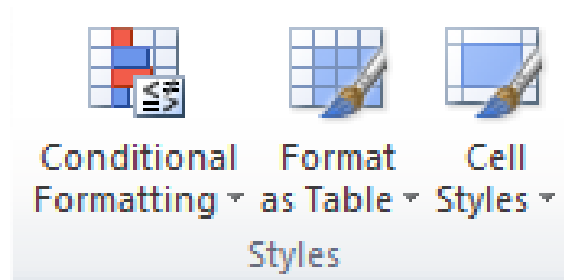 Conditional Formatting
Format as Table
Cell Styles
Styles